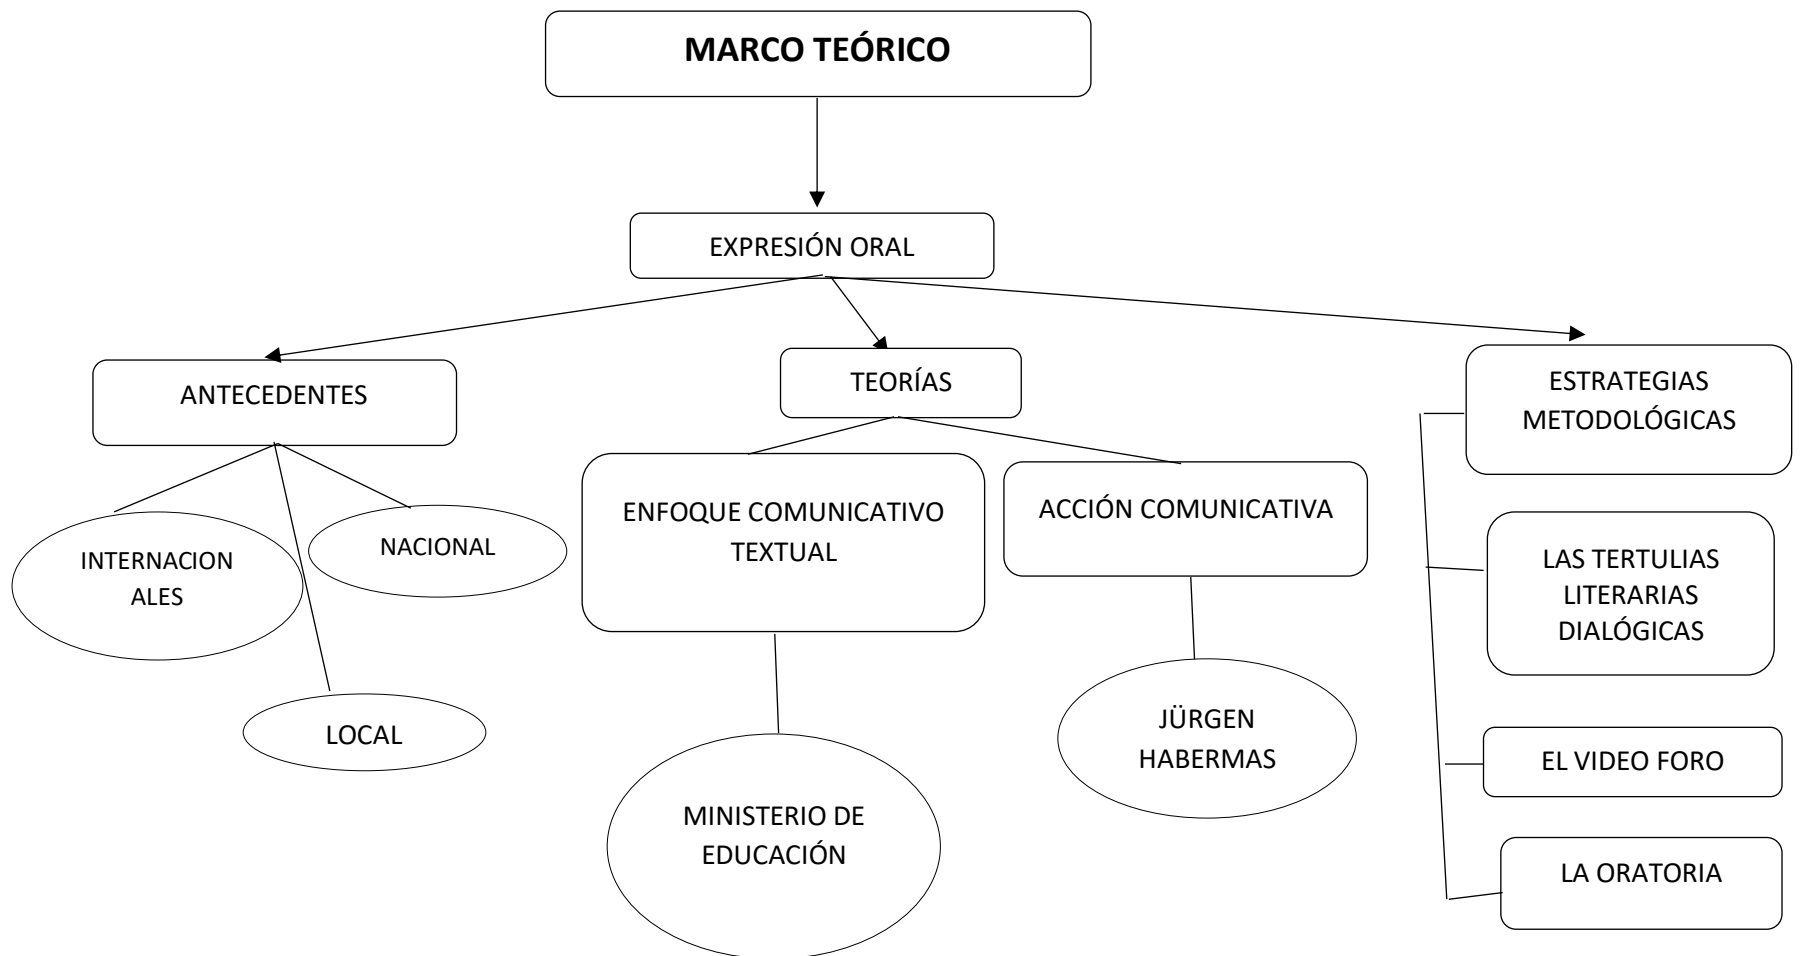 MARCO TEÓRICO
EXPRESIÓN ORAL
ANTECEDENTES
INTERNACION
ALES
NACIONAL
LOCAL
TEORÍAS
ENFOQUE COMUNICATIVO
TEXTUAL
MINISTERIO DE
EDUCACIÓN
ACCIÓN COMUNICATIVA
JÜRGEN
HABERMAS
ESTRATEGIAS
METODOLÓGICAS
LAS TERTULIAS
LITERARIAS
DIALÓGICAS
EL VIDEO FORO
LA ORATORIA